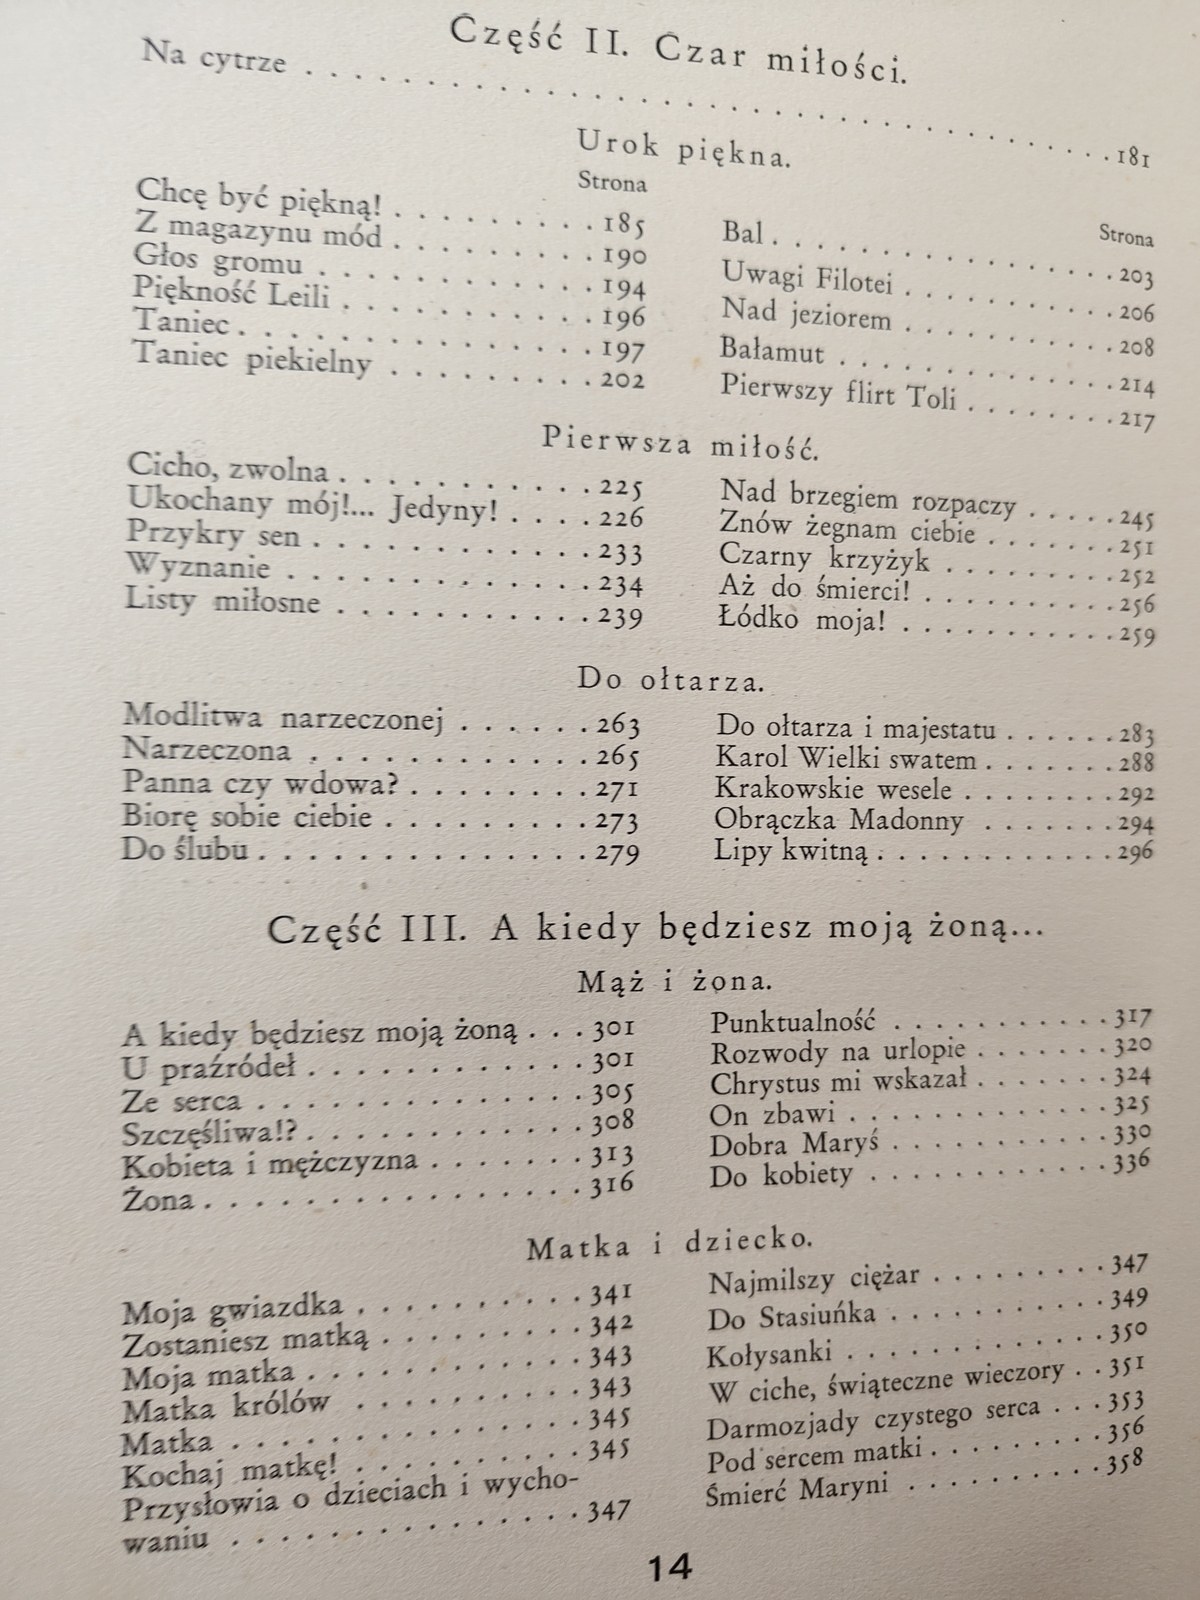 Część II. Czar miłości.
Na cytrze . . . . . . . . . . . . . . . . . . . . . . . . . . . . . . 181
Urok piękna.
Strona
Chcę być piękną! . . . . . . . . . 185
Z magazynu mód . . . . . . . . . 190
Głos gromu . . . . . . . . . . . . 194
Piękność Leili . . . . . . . . . . . 196
Taniec . . . . . . . . . . . . . . . 197
Taniec piekielny . . . . . . . . . 202
Strona
Bal . . . . . . . . . . . . . . . . 203
Uwagi Filotei . . . . . . . . . . 206
Nad jeziorem . . . . . . . . . . 208
Bałamut . . . . . . . . . . . . . 214
Pierwszy flirt Toli . . . . . . . 217
Pierwsza miłość.
Cicho, zwolna . . . . . . . . . . . 225
Ukochany mój!... Jedyny! . . . . 226
Przykry sen . . . . . . . . . . . . 233
Wyznanie . . . . . . . . . . . . . 234
Listy miłosne . . . . . . . . . . . 239
Nad brzegiem rozpaczy . . . . . 245
Znów żegnam ciebie . . . . . . 251
Czarny krzyżyk . . . . . . . . . 252
Aż do śmierci! . . . . . . . . . 256
Łódko moja! . . . . . . . . . . 259
Do ołtarza.
Modlitwa narzeczonej . . . . . . 263
Narzeczona . . . . . . . . . . . . 265
Panna czy wdowa? . . . . . . . . 271
Biorę sobie ciebie . . . . . . . . . 273
Do ślubu . . . . . . . . . . . . . . 279
Do ołtarza i majestatu . . . . . . 283
Karol Wielki swatem . . . . . . . 288
Krakowskie wesele . . . . . . . . 292
Obrączka Madonny . . . . . . . 294
Lipy kwitną . . . . . . . . . . . . 296
Część III. A kiedy będziesz moją żoną...
Mąż i żona.
A kiedy będziesz moją żoną . . . 301
U praźródeł . . . . . . . . . . . . 301
Ze serca . . . . . . . . . . . . . . 305
Szczęśliwa!? . . . . . . . . . . . . 308
Kobieta i mężczyzna . . . . . . . 313
Żona . . . . . . . . . . . . . . . . 316
Punktualność . . . . . . . . . . . 317
Rozwody na urlopie . . . . . . . 320
Chrystus mi wskazał . . . . . . . 324
On zbawi . . . . . . . . . . . . . 325
Dobra Maryś . . . . . . . . . . . 330
Do kobiety . . . . . . . . . . . . 336
Matka i dziecko.
Moja gwiazdka . . . . . . . . . . 341
Zostaniesz matką . . . . . . . . . 342
Moja matka . . . . . . . . . . . . 343
Matka królów . . . . . . . . . . 343
Matka . . . . . . . . . . . . . . . 345
Kochaj matkę! . . . . . . . . . . 345
Przysłowia o dzieciach i wycho-
waniu . . . . . . . . . . . . . . . 347
Najmilszy ciężar . . . . . . . . . 347
Do Stasiuńka . . . . . . . . . . . 349
Kołysanki . . . . . . . . . . . . . 350
W ciche, świąteczne wieczory . . 351
Darmozjady czystego serca . . . 353
Pod sercem matki . . . . . . . . 356
Śmierć Maryni . . . . . . . . . . 358
14